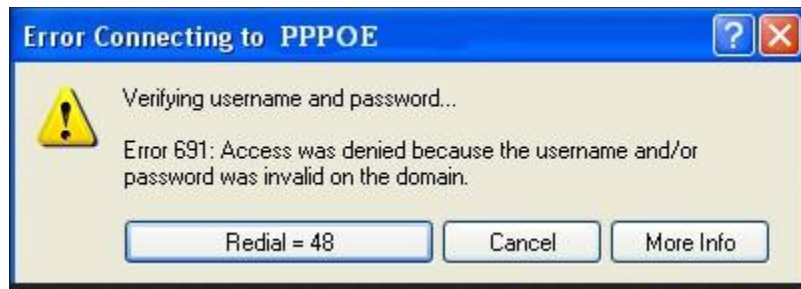 Error Connecting to PPPOE
Verifying username and password...
Error 691: Access was denied because the username and/or
password was invalid on the domain.
Redial = 48
Cancel
More Info